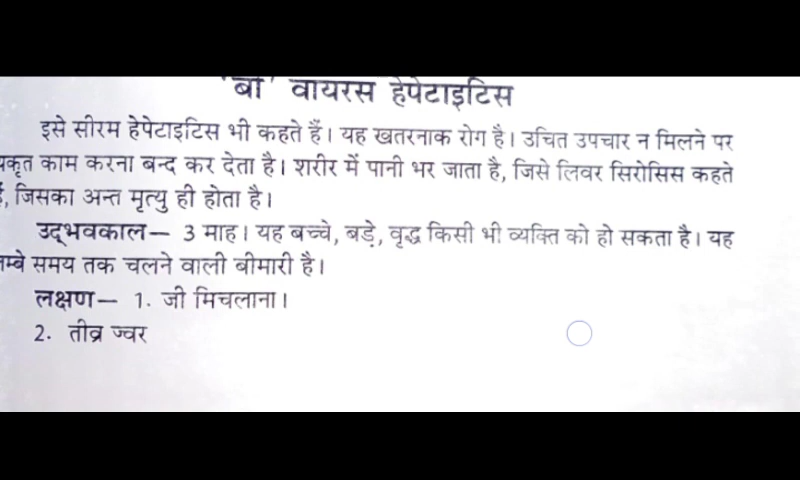 'बी' वायरस हेपेटाइटिस
इसे सीरम हेपेटाइटिस भी कहते हैं। यह खतरनाक रोग है। उचित उपचार न मिलने पर
यकृत काम करना बन्द कर देता है। शरीर में पानी भर जाता है, जिसे लिवर सिरोसिस कहते
हैं, जिसका अन्त मृत्यु ही होता है।
उद्भवकाल— 3 माह। यह बच्चे, बड़े, वृद्ध किसी भी व्यक्ति को हो सकता है। यह
लम्बे समय तक चलने वाली बीमारी है।
लक्षण— 1. जी मिचलाना।
2. तीव्र ज्वर